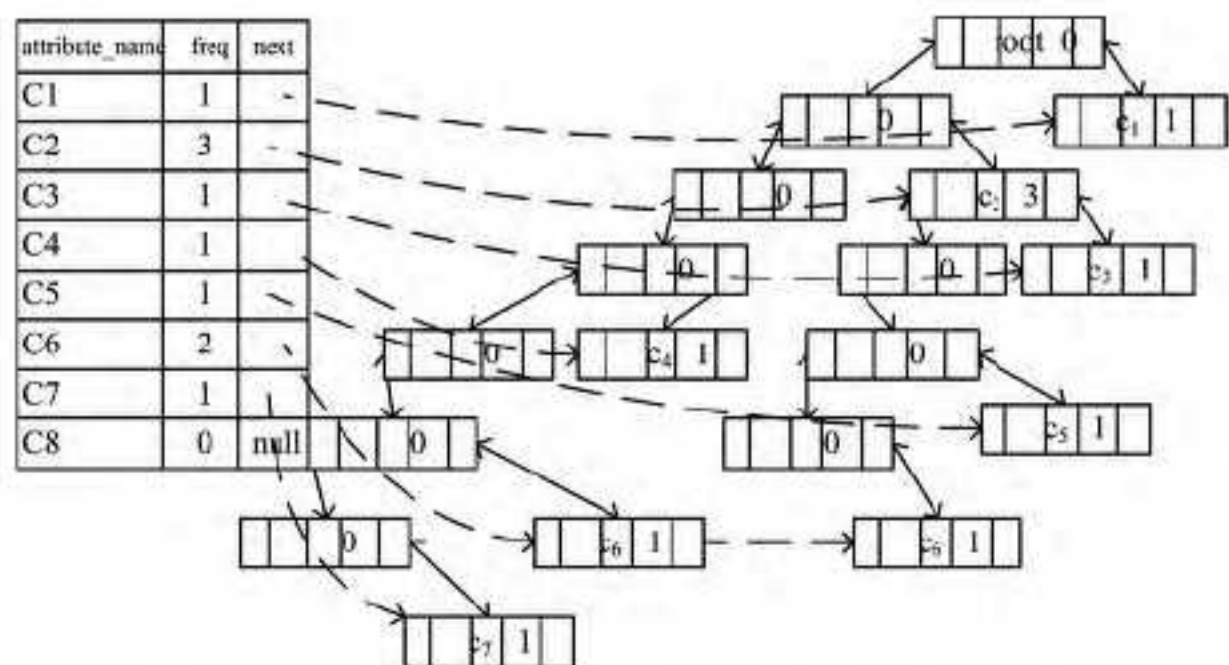 attribute_name freq next
C1 1
C2 3
C3 1
C4 1
C5 1
C6 2
C7 1
C8 0 null
root 0
0
c₁ 1
0
c₂ 3
0
0
c₃ 1
0
c₄ 1
0
c₅ 1
0
0
0
c₆ 1
c₆ 1
c₇ 1